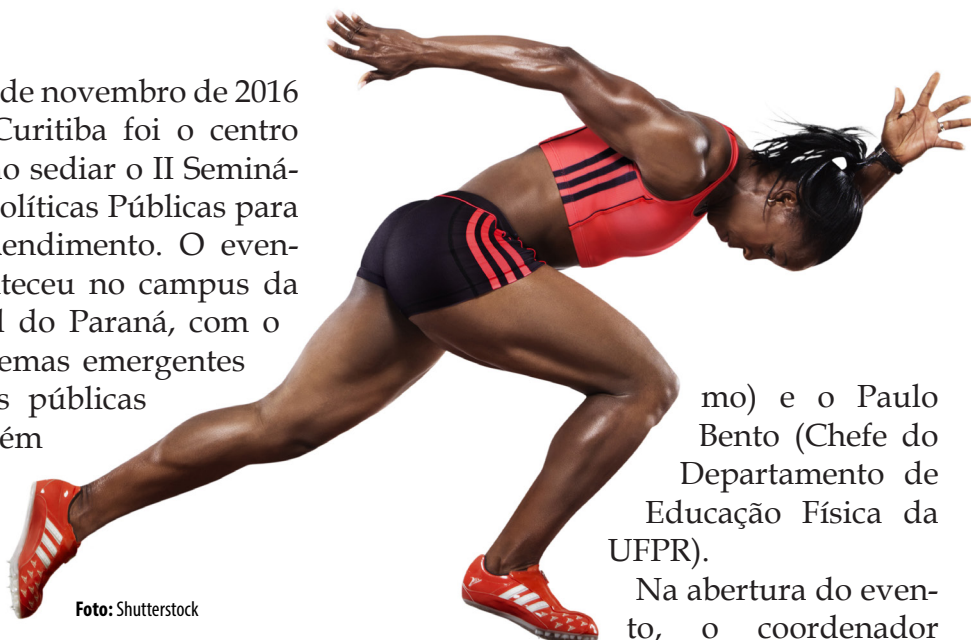 de novembro de 2016
Curitiba foi o centro
o sediar o II Seminá-
olíticas Públicas para
endimento. O even-
teceu no campus da
l do Paraná, com o
emas emergentes
s públicas
ém
Foto: Shutterstock
mo) e o Paulo
Bento (Chefe do
Departamento de
Educação Física da
UFPR).
Na abertura do even-
to, o coordenador